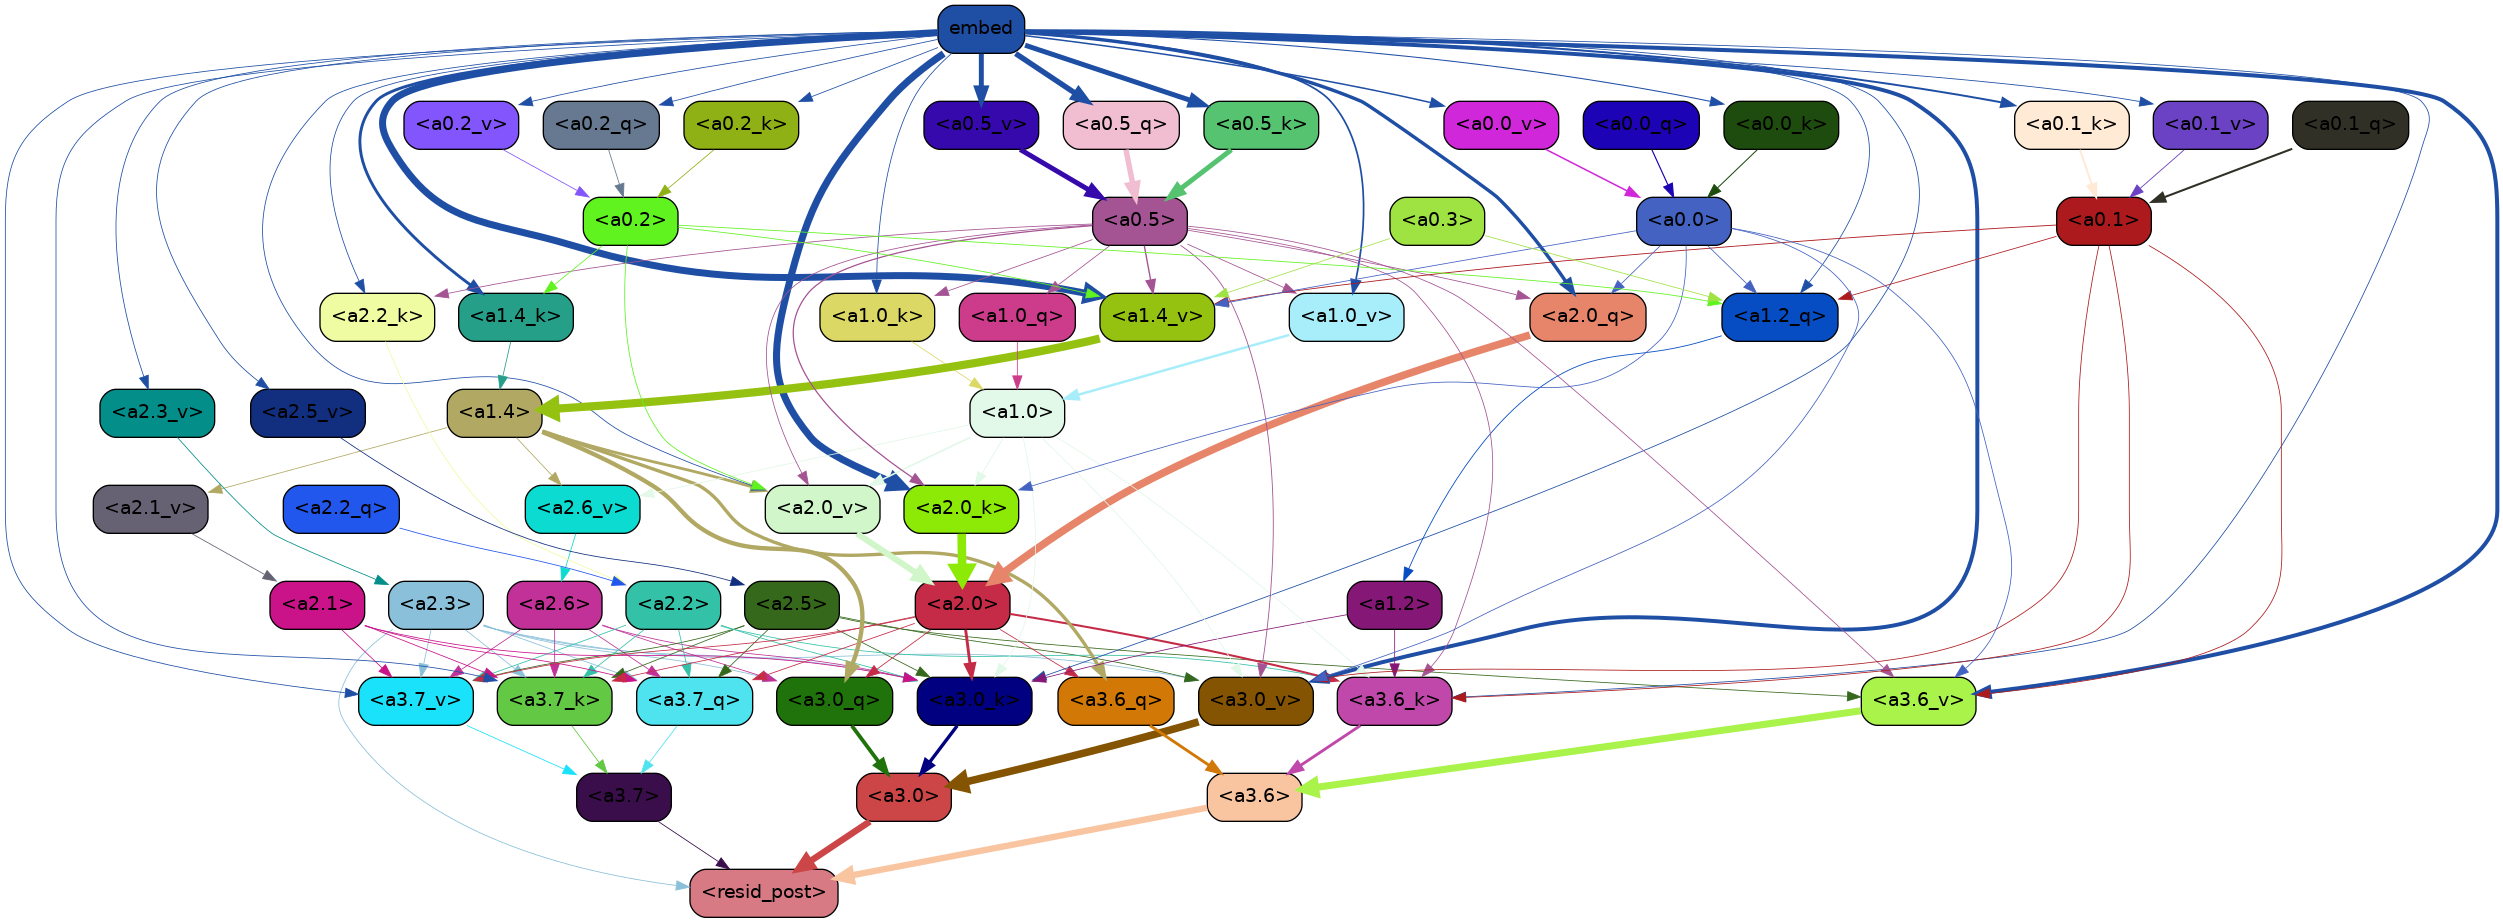 embed
<a0.2_v>
<a0.2_q>
<a0.2_k>
<a0.5_v>
<a0.5_q>
<a0.5_k>
<a0.0_v>
<a0.0_q>
<a0.0_k>
<a0.1_k>
<a0.1_v>
<a0.1_q>
<a0.2>
<a0.5>
<a0.3>
<a0.0>
<a0.1>
<a2.2_k>
<a1.4_k>
<a1.0_k>
<a1.0_q>
<a1.4_v>
<a1.0_v>
<a2.0_q>
<a1.2_q>
<a2.3_v>
<a2.5_v>
<a1.4>
<a1.0>
<a2.1_v>
<a2.2_q>
<a2.6_v>
<a2.0_v>
<a2.0_k>
<a2.1>
<a2.3>
<a2.6>
<a2.2>
<a2.5>
<a2.0>
<a1.2>
<a3.7_v>
<a3.7_k>
<a3.7_q>
<a3.0_q>
<a3.0_k>
<a3.6_q>
<a3.0_v>
<a3.6_k>
<a3.6_v>
<a3.7>
<a3.0>
<a3.6>
<resid_post>